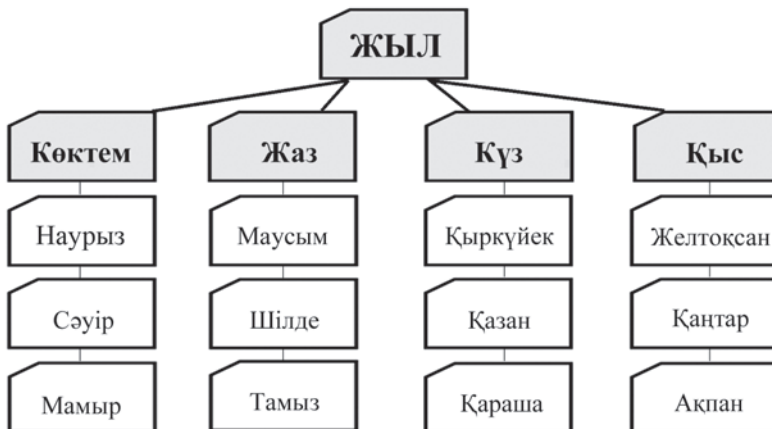 ЖЫЛ
Көктем Жаз Күз Қыс
Наурыз Маусым Қыркүйек Желтоқсан
Сәуір Шілде Қазан Қаңтар
Мамыр Тамыз Қараша Ақпан